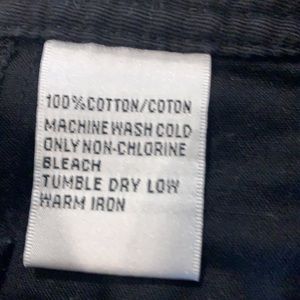 100%COTTON/COTON
MACHINE WASH COLD
ONLY NON-CHLORINE
BLEACH
TUMBLE DRY LOW
WARM IRON